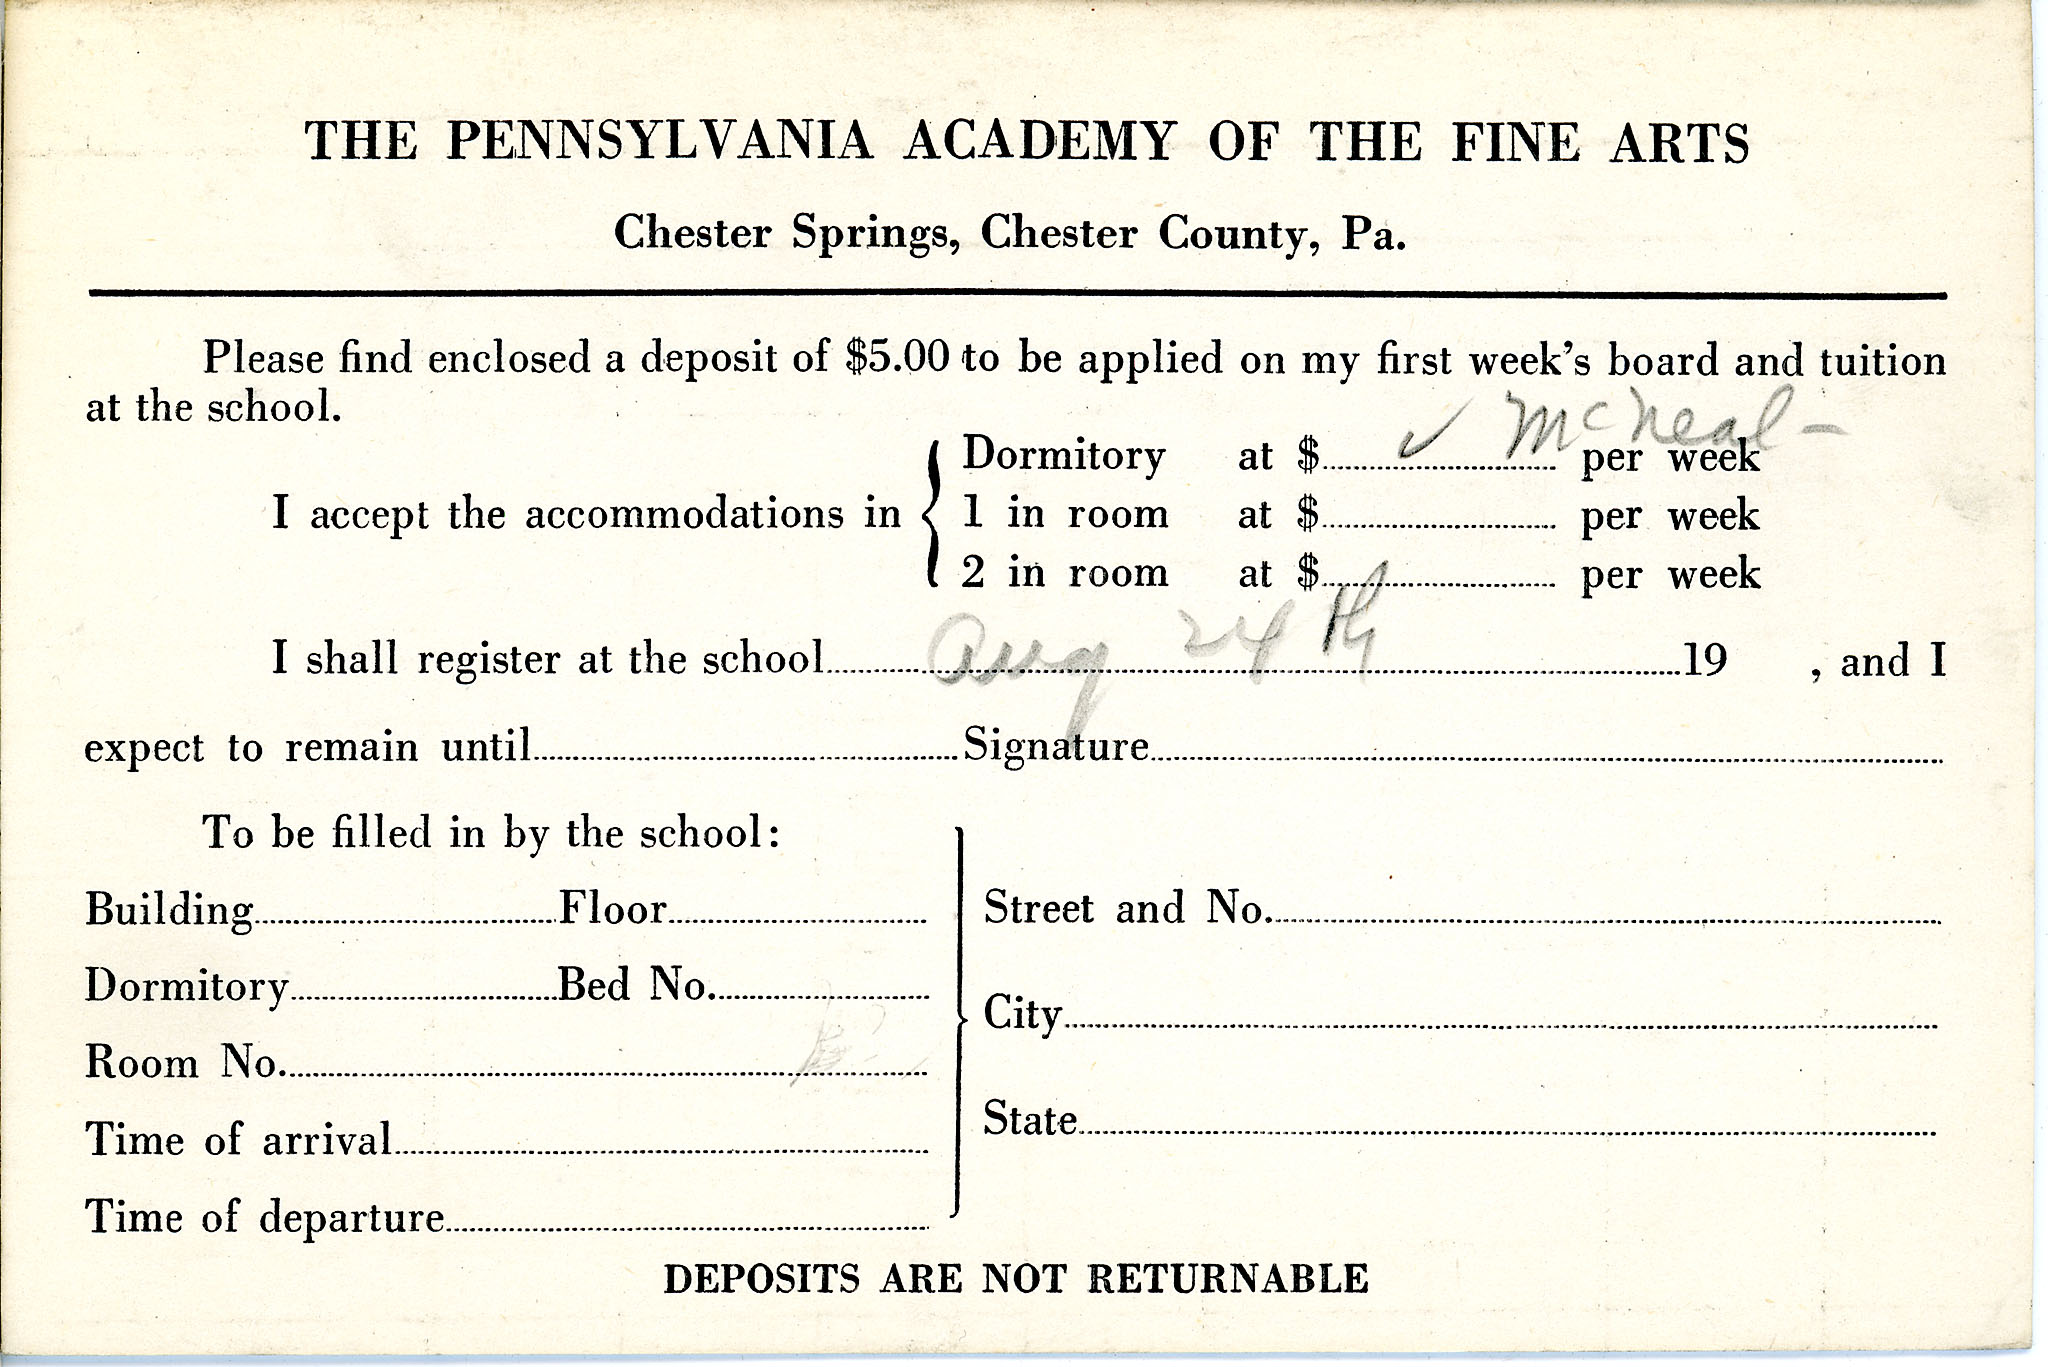 THE PENNSYLVANIA ACADEMY OF THE FINE ARTS
Chester Springs, Chester County, Pa.
Please find enclosed a deposit of $5.00 to be applied on my first week's board and tuition
at the school.
McNeal -
Dormitory at $ ✓ per week
I accept the accommodations in { 1 in room at $ per week
2 in room at $ per week
I shall register at the school Aug 24th 19 , and I
expect to remain until Signature
To be filled in by the school:
Building Floor Street and No.
Dormitory Bed No.
City
Room No.
State
Time of arrival
Time of departure
DEPOSITS ARE NOT RETURNABLE